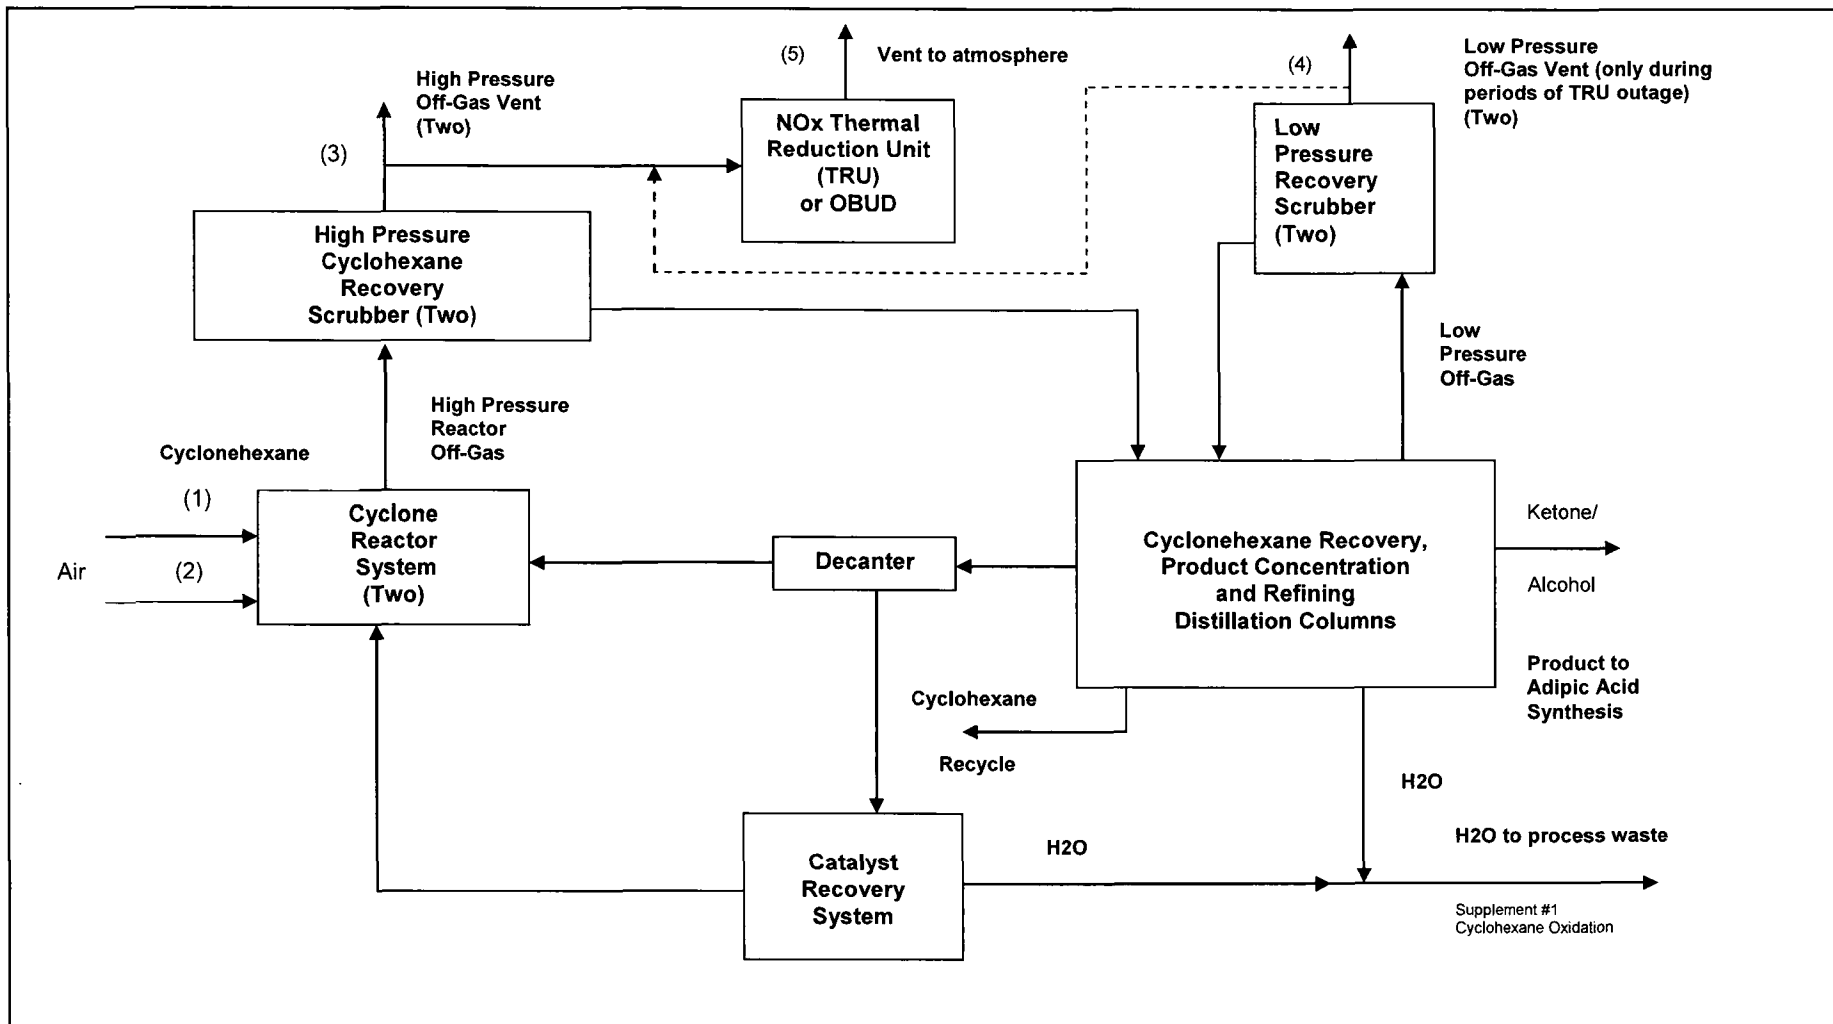 High Pressure
Off-Gas Vent
(Two)
(5)
Vent to atmosphere
(4)
Low Pressure
Off-Gas Vent (only during
periods of TRU outage)
(Two)
(3)
NOx Thermal
Reduction Unit
(TRU)
or OBUD
Low
Pressure
Recovery
Scrubber
(Two)
High Pressure
Cyclohexane
Recovery
Scrubber (Two)
Low
Pressure
Off-Gas
High Pressure
Reactor
Off-Gas
Cyclonehexane
(1)
Air
(2)
Cyclone
Reactor
System
(Two)
Decanter
Cyclonehexane Recovery,
Product Concentration
and Refining
Distillation Columns
Ketone/
Alcohol
Product to
Adipic Acid
Synthesis
Cyclohexane
Recycle
H2O
H2O to process waste
Catalyst
Recovery
System
H2O
Supplement #1
Cyclohexane Oxidation